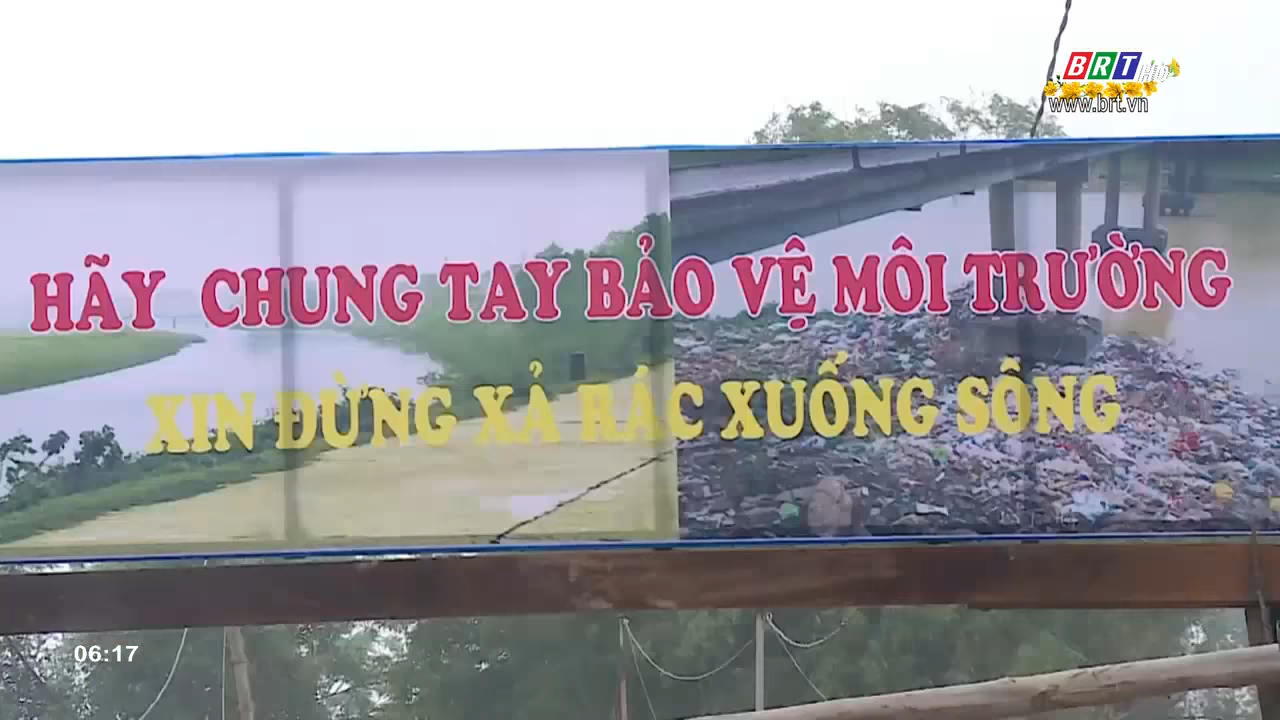 BRT HD
www.brt.vn
HÃY CHUNG TAY BẢO VỆ MÔI TRƯỜNG
XIN ĐỪNG XẢ RÁC XUỐNG SÔNG
06:17